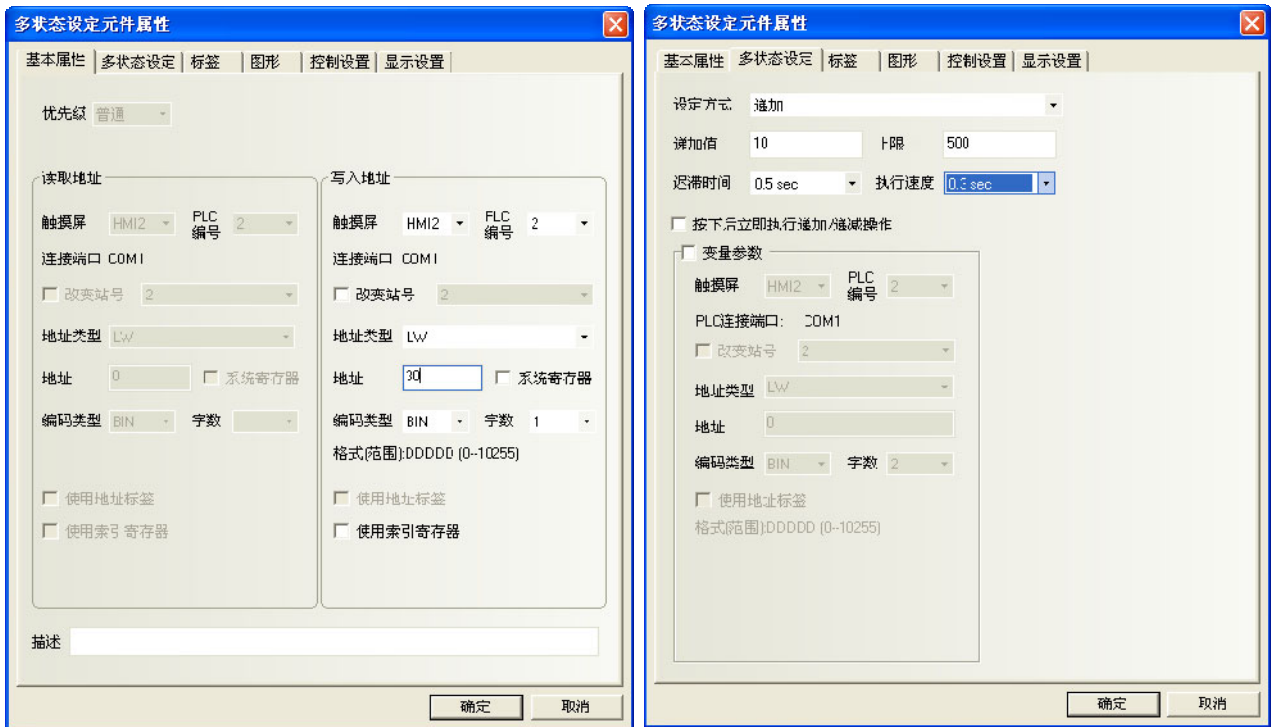 多状态设定元件属性
基本属性 多状态设定 标签 图形 控制设置 显示设置
优先级 普通
读取地址
触摸屏 HMI2 PLC编号 2
连接端口 COM1
改变站号 2
地址类型 LW
地址 0 系统寄存器
编码类型 BIN 字数
使用地址标签
使用索引寄存器
写入地址
触摸屏 HMI2 PLC编号 2
连接端口 COM1
改变站号 2
地址类型 LW
地址 30 系统寄存器
编码类型 BIN 字数 1
格式(范围):DDDDD (0--10255)
使用地址标签
使用索引寄存器
描述
确定 取消
多状态设定元件属性
基本属性 多状态设定 标签 图形 控制设置 显示设置
设定方式 递加
递加值 10 上限 500
迟滞时间 0.5 sec 执行速度 0.3 sec
按下后立即执行递加/递减操作
变量参数
触摸屏 HMI2 PLC编号 2
PLC连接端口: COM1
改变站号 2
地址类型 LW
地址 0
编码类型 BIN 字数 2
使用地址标签
格式(范围):DDDDD (0--10255)
确定 取消